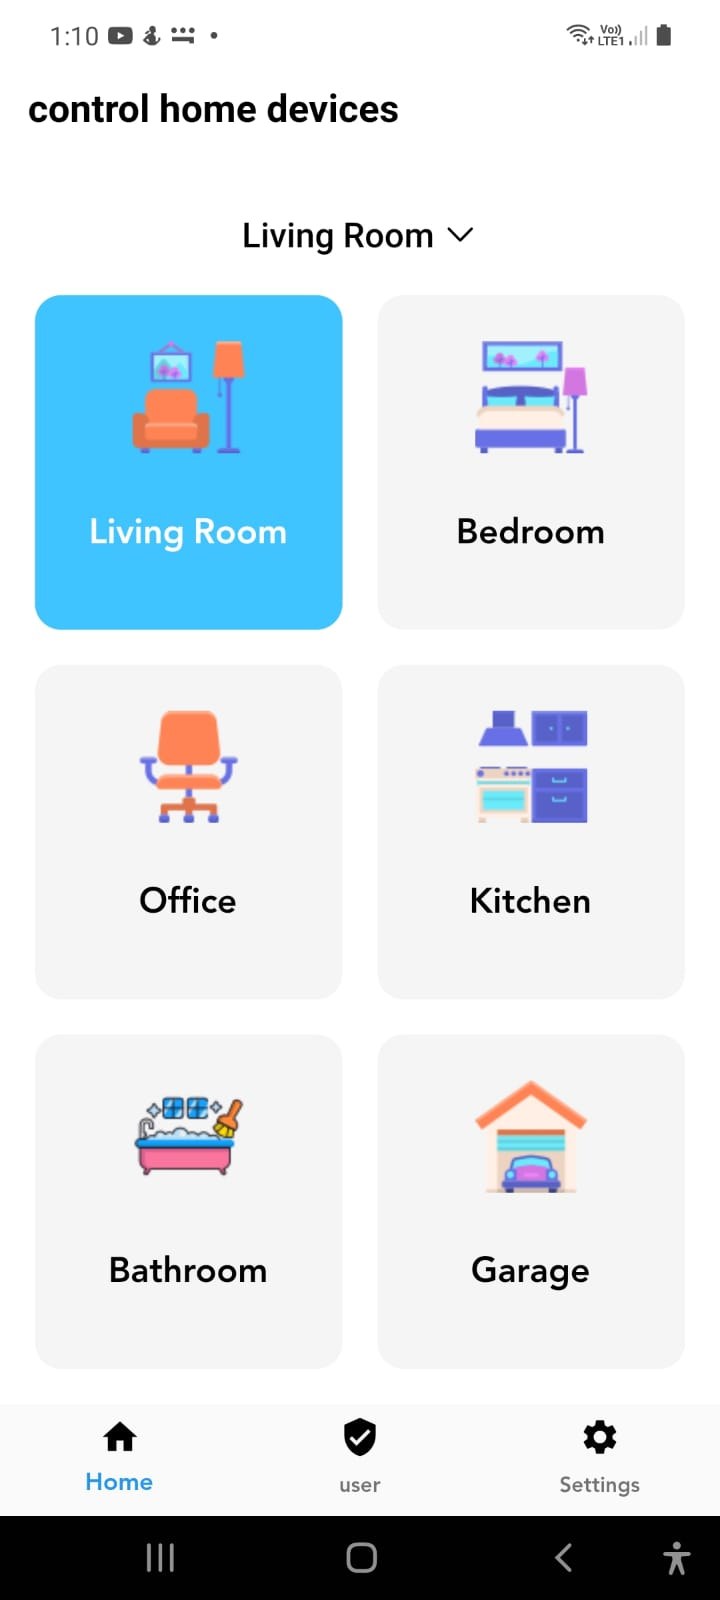 1:10
Vo))
LTE1
control home devices
Living Room
Living Room
Bedroom
Office
Kitchen
Bathroom
Garage
Home
user
Settings